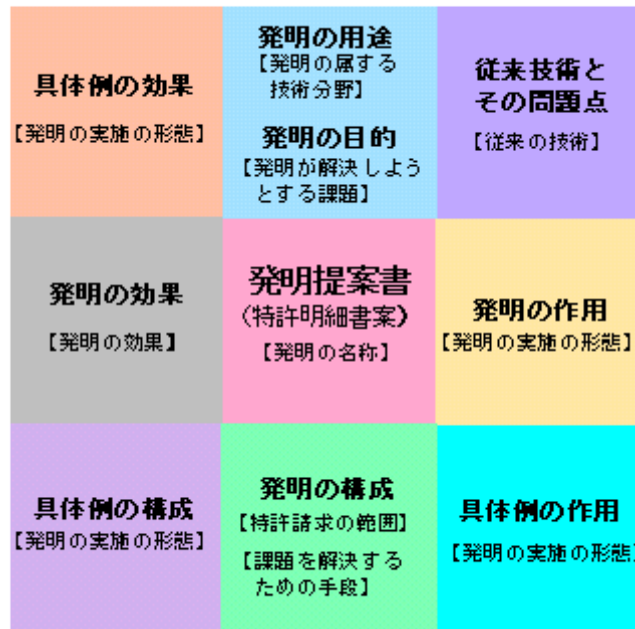 具体例の効果
【発明の実施の形態】
発明の用途
【発明の属する
技術分野】
発明の目的
【発明が解決しよう
とする課題】
従来技術と
その問題点
【従来の技術】
発明の効果
【発明の効果】
発明提案書
(特許明細書案)
【発明の名称】
発明の作用
【発明の実施の形態】
具体例の構成
【発明の実施の形態】
発明の構成
【特許請求の範囲】
【課題を解決する
ための手段】
具体例の作用
【発明の実施の形態】